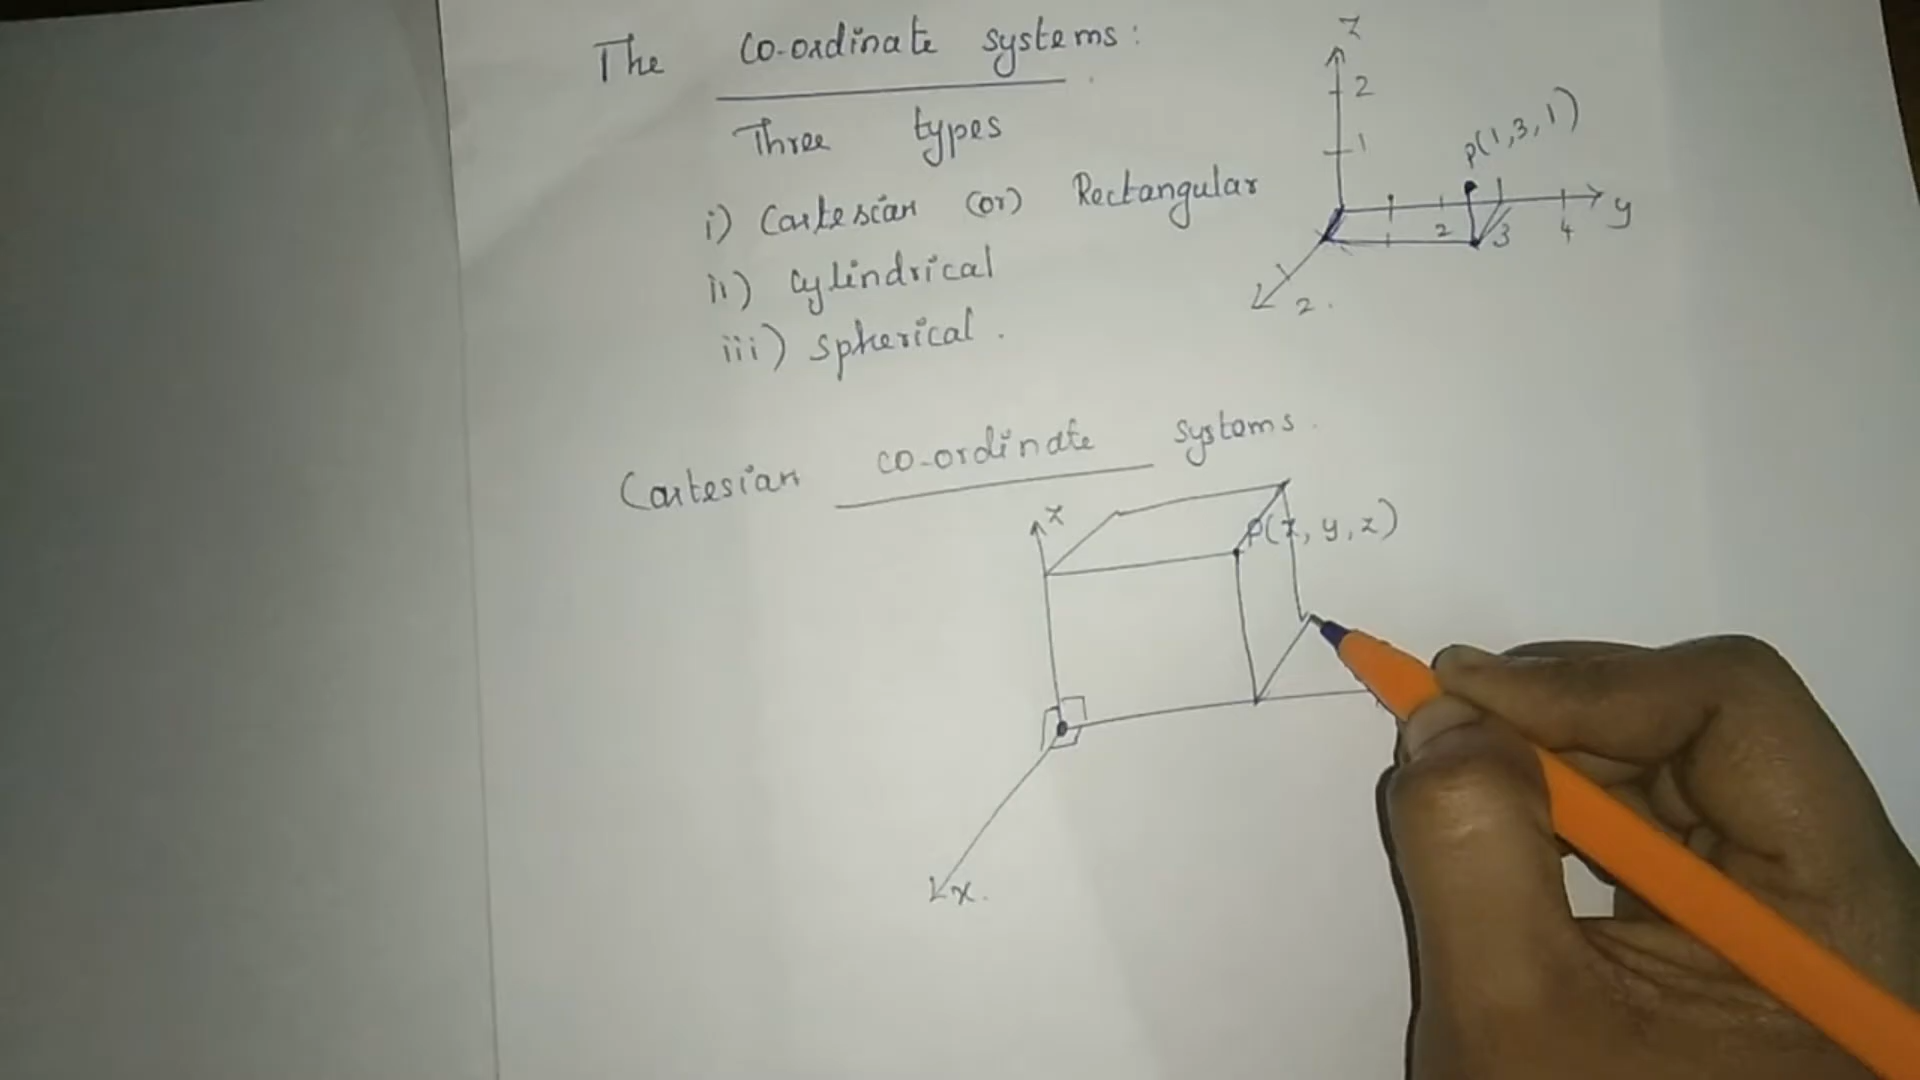 The co-ordinate systems:
Three types
i) Cartesian (or) Rectangular
ii) cylindrical
iii) spherical.
z
2
1
p(1,3,1)
2 3 4 y
2.
Cartesian co-ordinate systems.
z
p(x, y, z)
x.